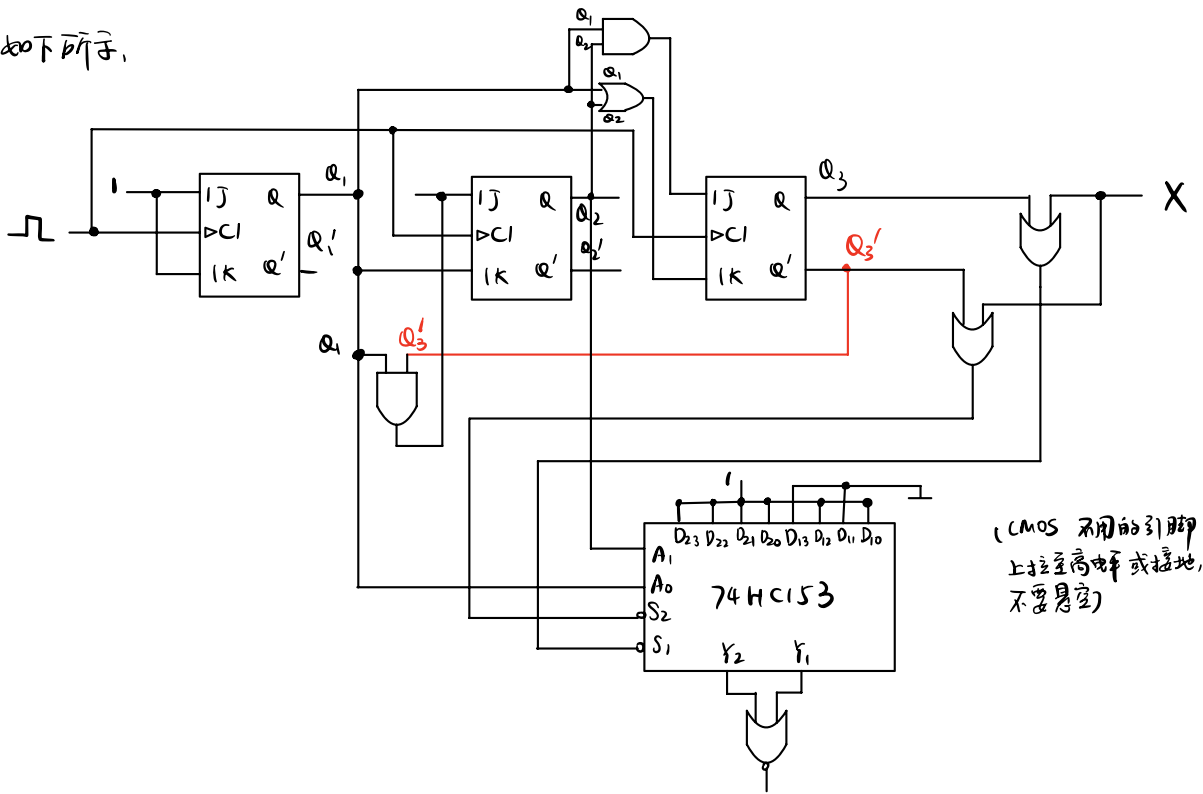 如下所示,
Q1
Q2
Q1
Q2
1
1J
C1
1K
Q
Q'
Q1
Q1'
1J
C1
1K
Q
Q'
Q2
Q2'
1J
C1
1K
Q
Q'
Q3
Q3'
X
Q1
Q3'
1
D23 D22 D21 D20 D13 D12 D11 D10
A1
A0
S2
S1
74HC153
Y2 Y1
(CMOS 不用的引脚
上拉至高电平或接地,
不要悬空)